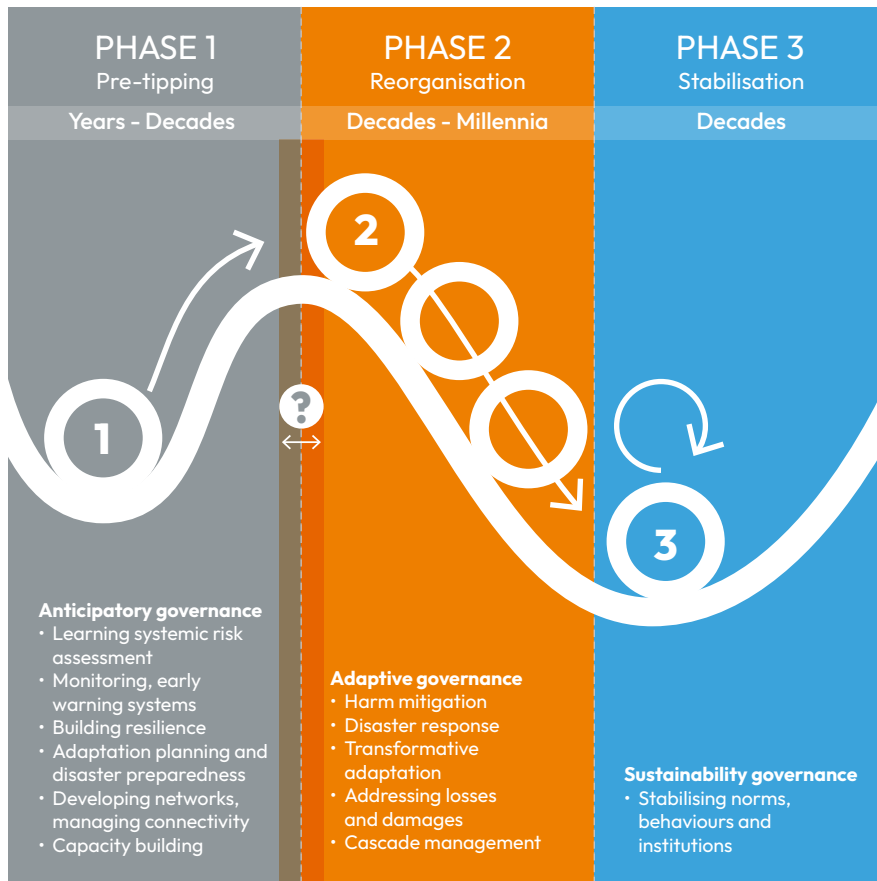 PHASE 1
Pre-tipping
Years - Decades
PHASE 2
Reorganisation
Decades - Millennia
PHASE 3
Stabilisation
Decades
1
2
?
3
Anticipatory governance
• Learning systemic risk
assessment
• Monitoring, early
warning systems
• Building resilience
• Adaptation planning and
disaster preparedness
• Developing networks,
managing connectivity
• Capacity building
Adaptive governance
• Harm mitigation
• Disaster response
• Transformative
adaptation
• Addressing losses
and damages
• Cascade management
Sustainability governance
• Stabilising norms,
behaviours and
institutions